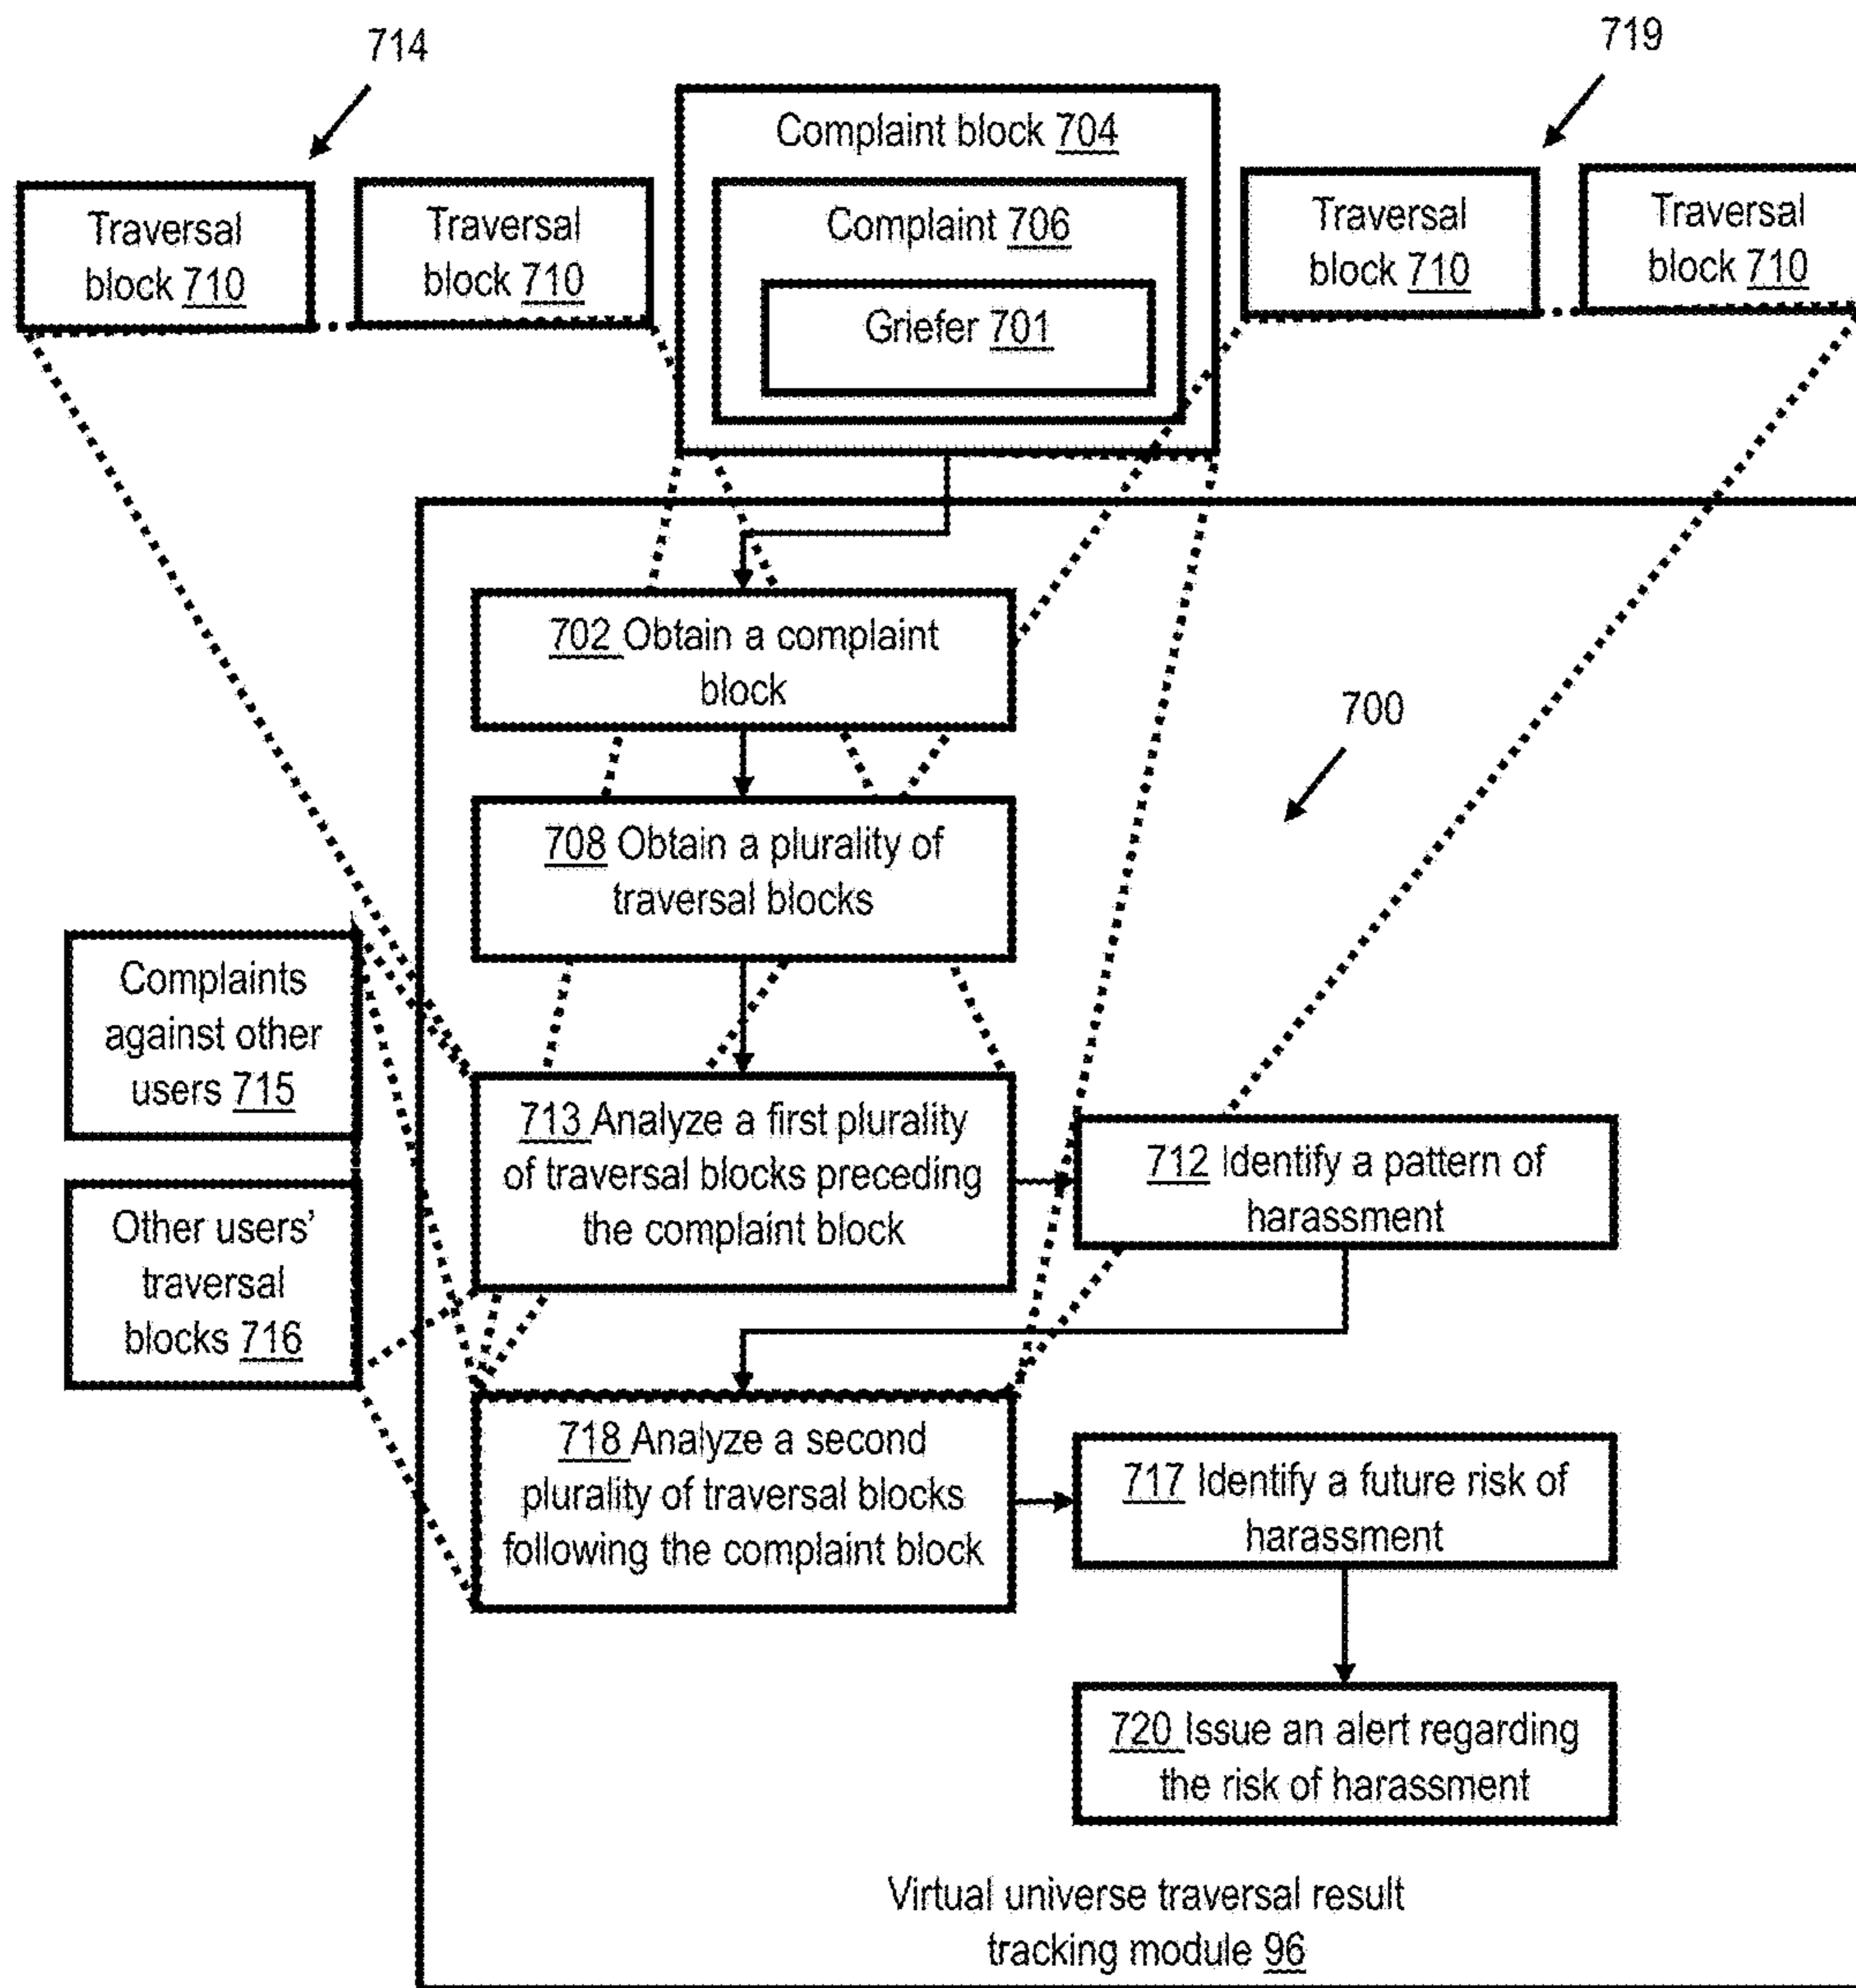 714
719
Complaint block 704
Complaint 706
Griefer 701
Traversal
block 710
Traversal
block 710
Traversal
block 710
Traversal
block 710
702 Obtain a complaint
block
700
708 Obtain a plurality of
traversal blocks
Complaints
against other
users 715
713 Analyze a first plurality
of traversal blocks preceding
the complaint block
712 Identify a pattern of
harassment
Other users'
traversal
blocks 716
718 Analyze a second
plurality of traversal blocks
following the complaint block
717 Identify a future risk of
harassment
720 Issue an alert regarding
the risk of harassment
Virtual universe traversal result
tracking module 96